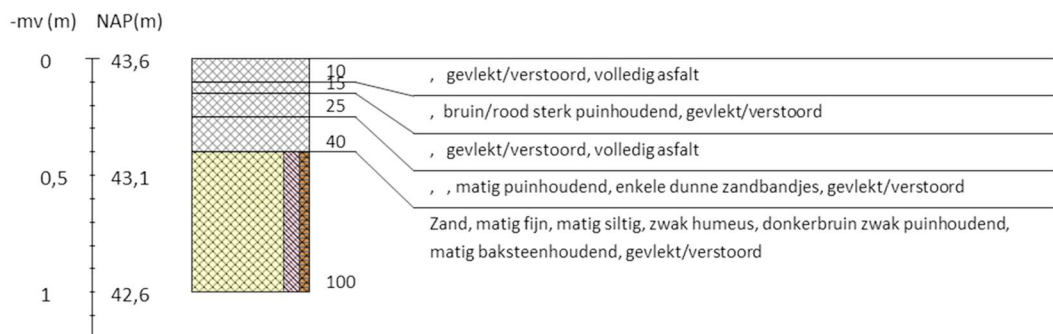 -mv (m) NAP(m)
0 43,6
10
, gevlekt/verstoord, volledig asfalt
15
, bruin/rood sterk puinhoudend, gevlekt/verstoord
25
, gevlekt/verstoord, volledig asfalt
40
0,5 43,1
, , matig puinhoudend, enkele dunne zandbandjes, gevlekt/verstoord
Zand, matig fijn, matig siltig, zwak humeus, donkerbruin zwak puinhoudend,
matig baksteenhoudend, gevlekt/verstoord
100
1 42,6